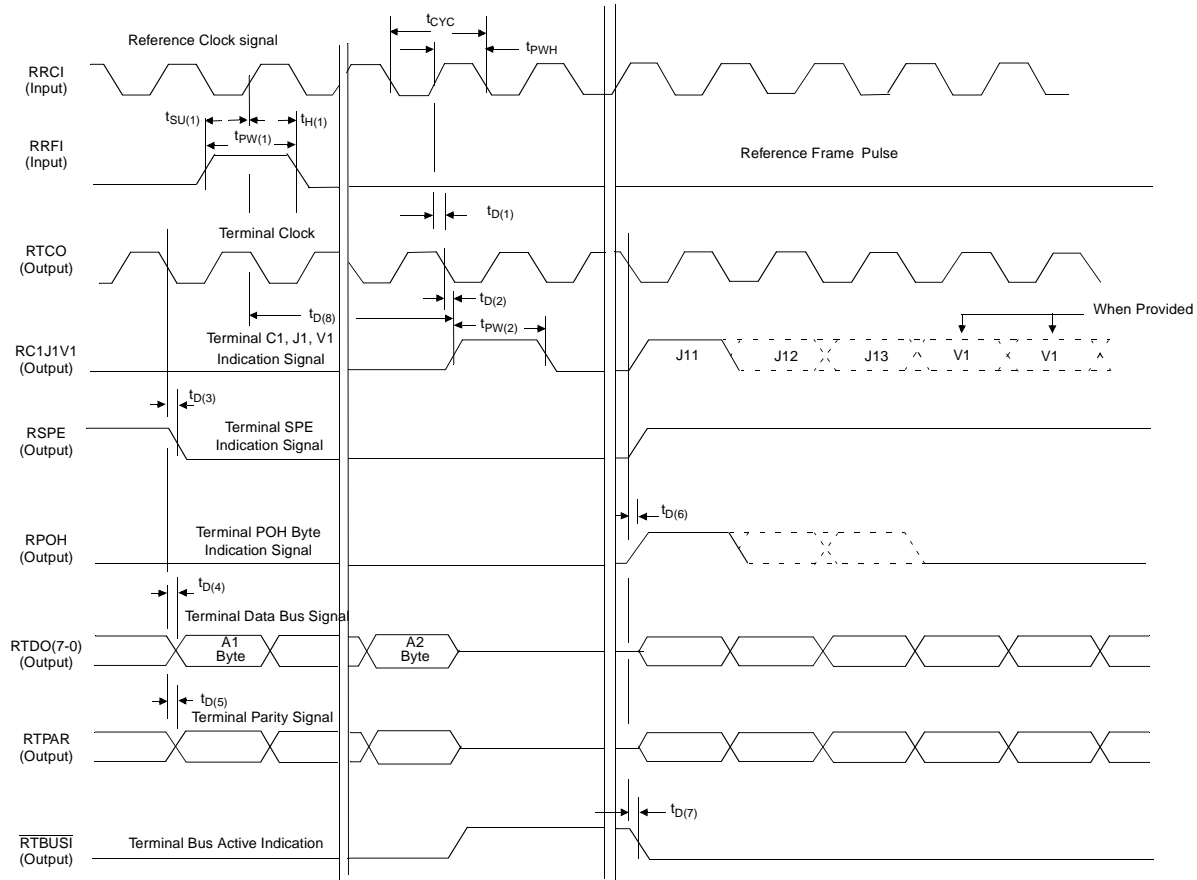 tCYC
Reference Clock signal
tPWH
RRCI
(Input)
tSU(1)
tH(1)
tPW(1)
RRFI
(Input)
Reference Frame Pulse
tD(1)
Terminal Clock
RTCO
(Output)
tD(2)
tD(8)
tPW(2)
When Provided
Terminal C1, J1, V1
Indication Signal
RC1J1V1
(Output)
J11
J12
J13
V1
V1
tD(3)
Terminal SPE
Indication Signal
RSPE
(Output)
tD(6)
Terminal POH Byte
Indication Signal
RPOH
(Output)
tD(4)
Terminal Data Bus Signal
RTDO(7-0)
(Output)
A1
Byte
A2
Byte
tD(5)
Terminal Parity Signal
RTPAR
(Output)
tD(7)
RTBUSI
(Output)
Terminal Bus Active Indication